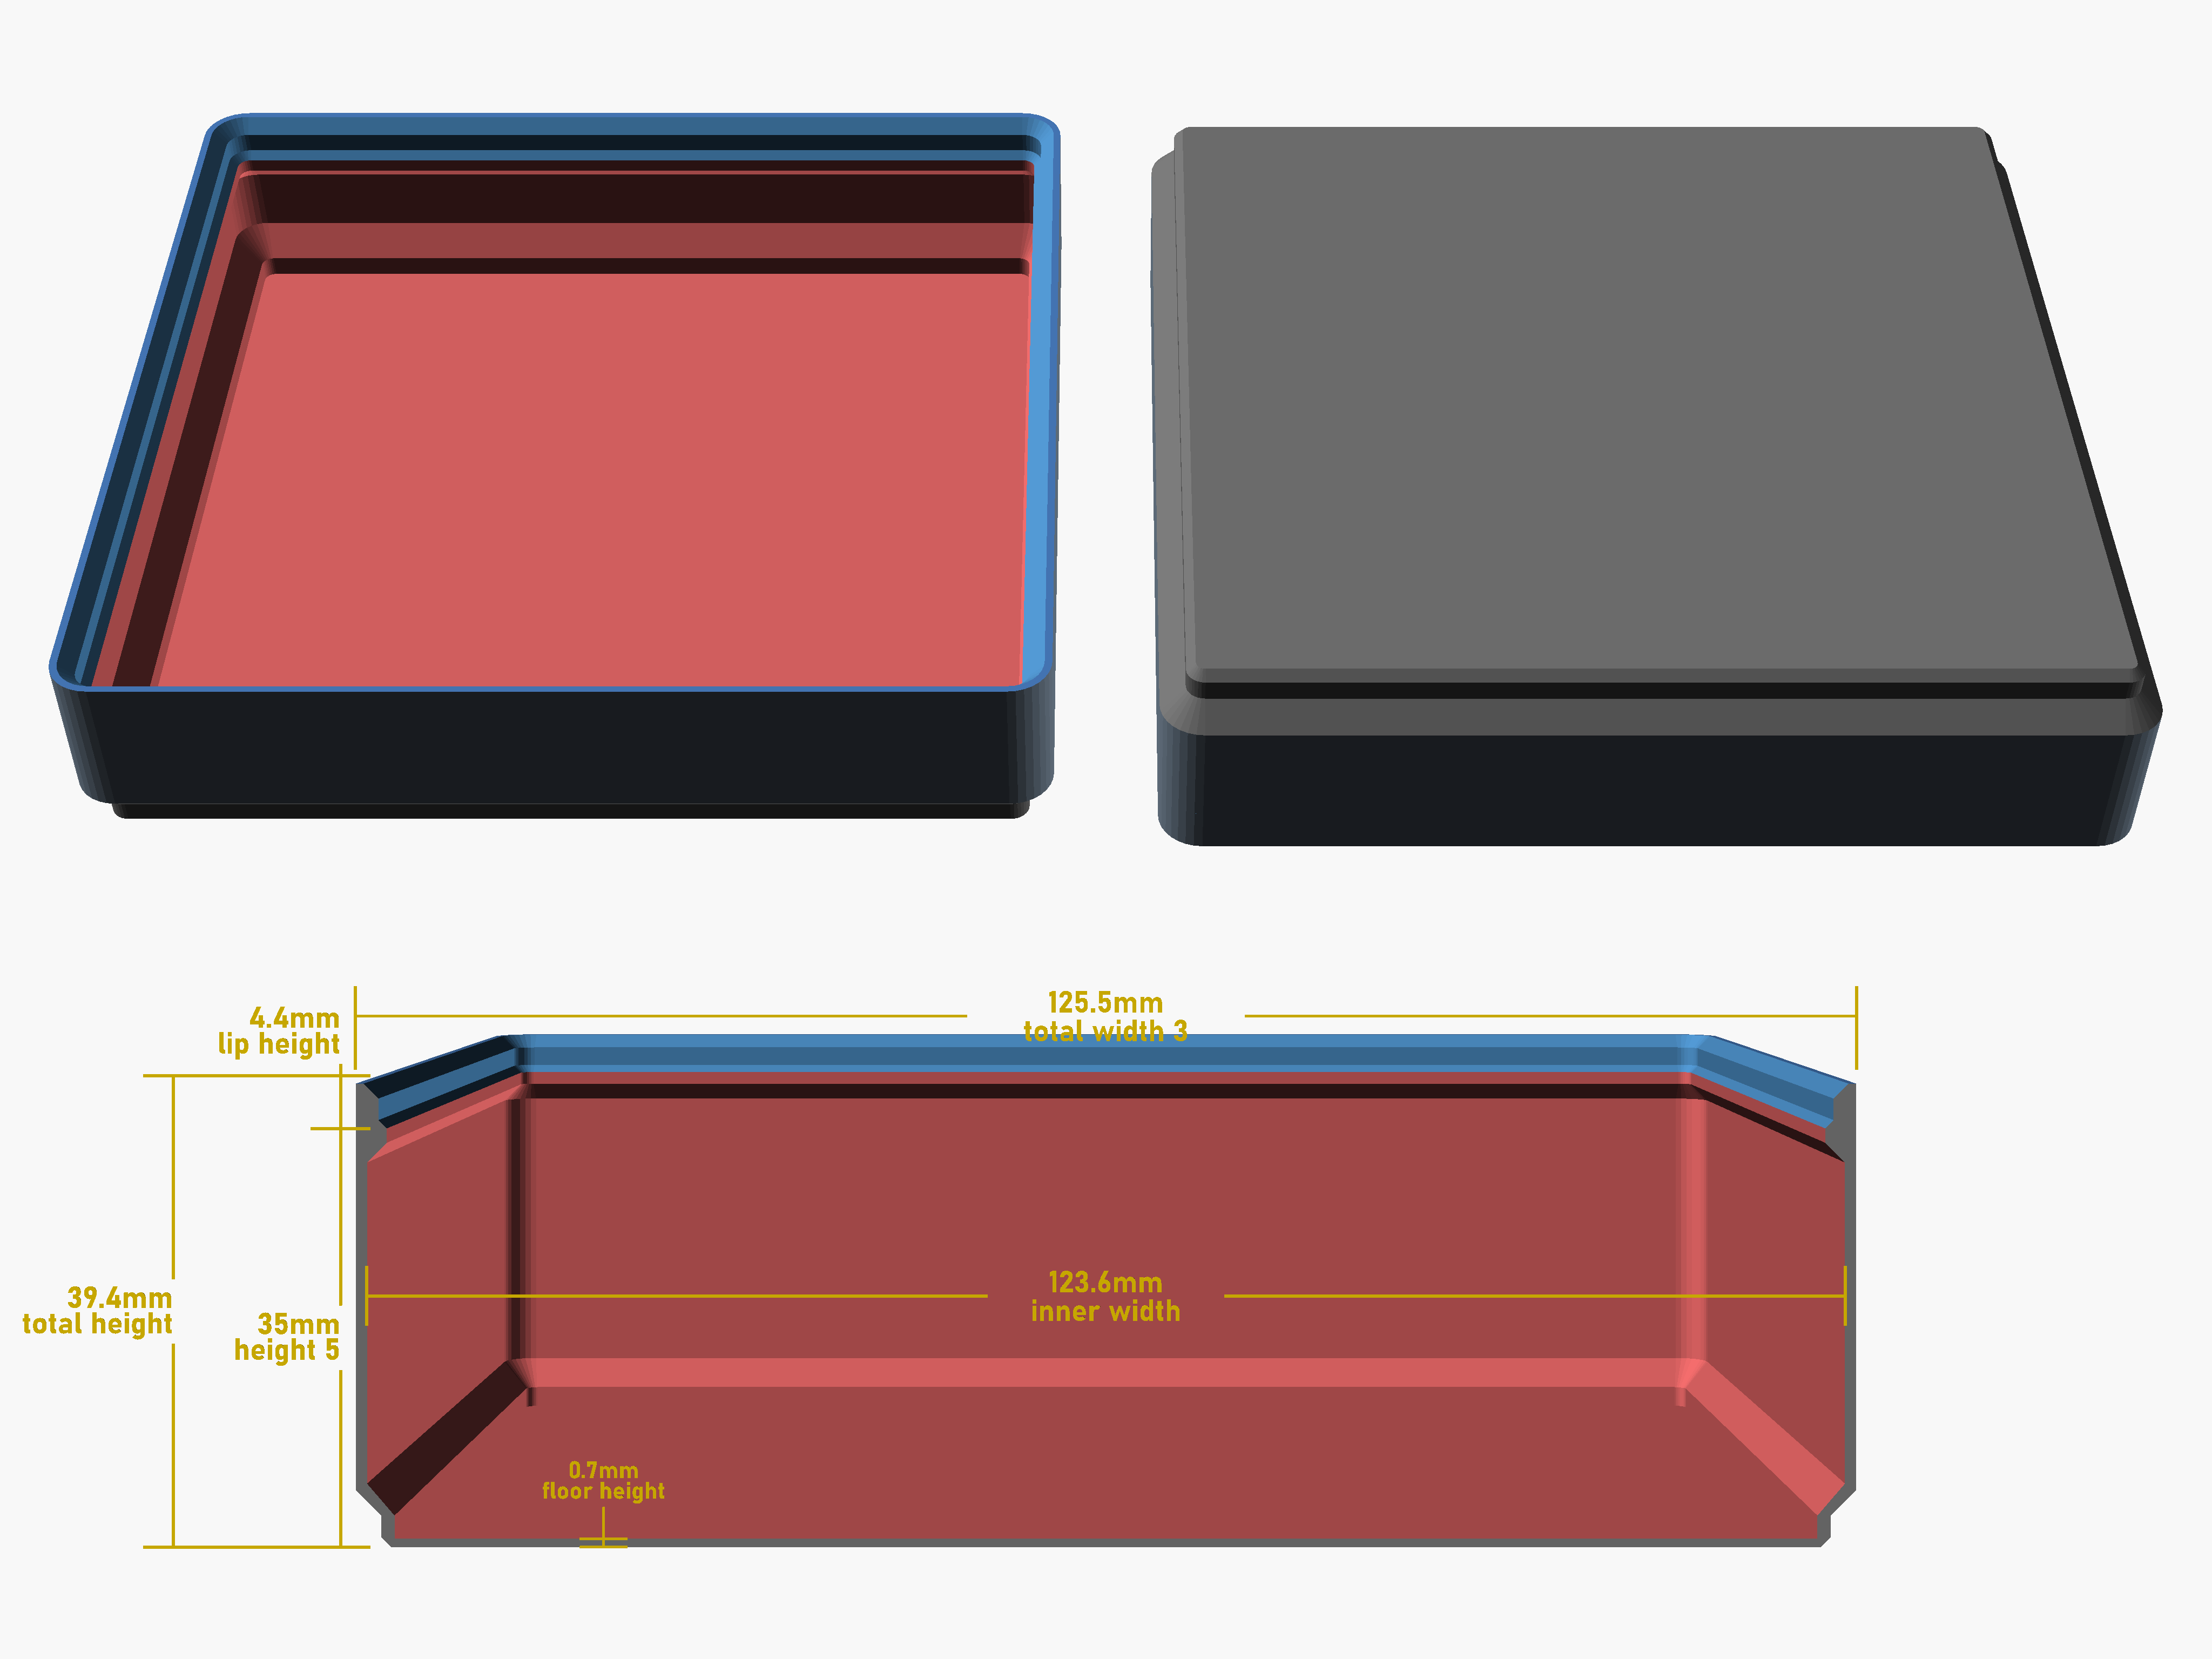 125.5mm
total width 3
4.4mm
lip height
123.6mm
inner width
39.4mm
total height
35mm
height 5
0.7mm
floor height